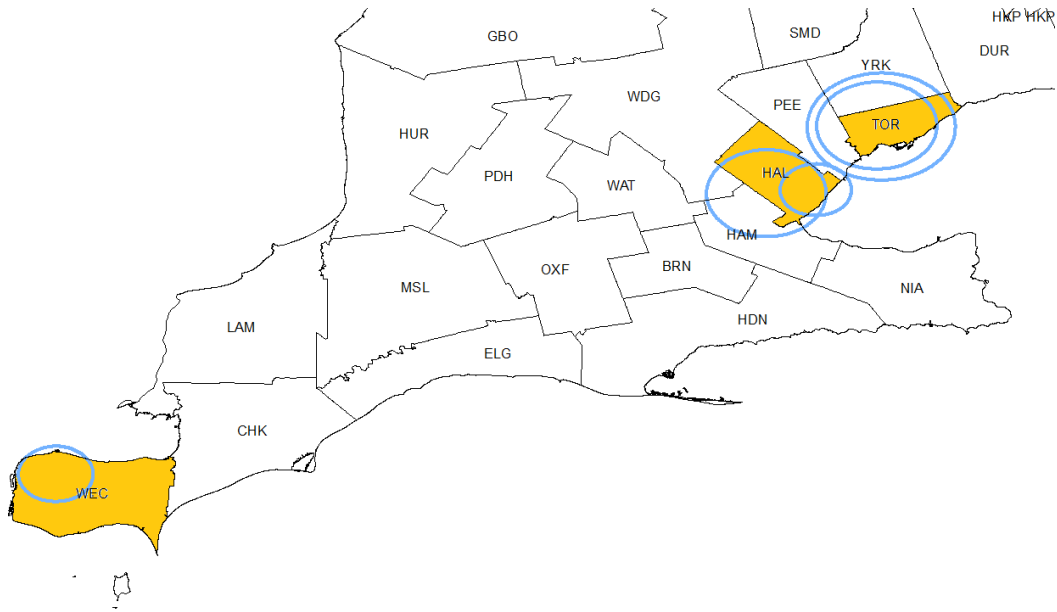 HKP HKP
GBO
SMD
DUR
YRK
WDG
PEE
HUR
TOR
PDH
HAL
WAT
HAM
OXF
BRN
MSL
NIA
LAM
HDN
ELG
CHK
WEC